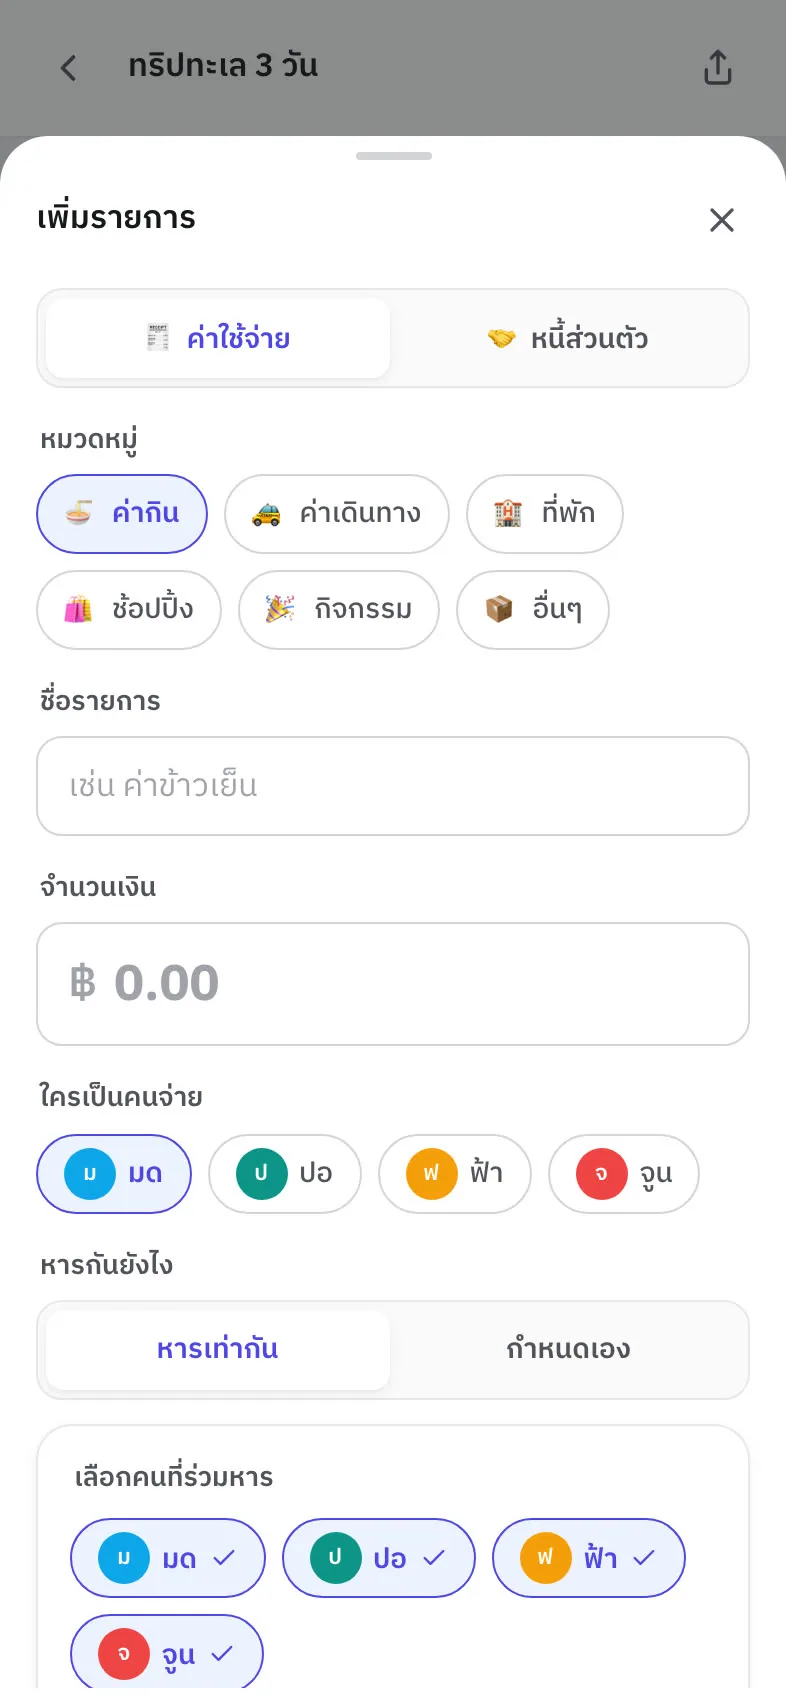 ทริปทะเล 3 วัน
เพิ่มรายการ
ค่าใช้จ่าย หนี้ส่วนตัว
หมวดหมู่
ค่ากิน ค่าเดินทาง ที่พัก
ช้อปปิ้ง กิจกรรม อื่นๆ
ชื่อรายการ
เช่น ค่าข้าวเย็น
จำนวนเงิน
฿ 0.00
ใครเป็นคนจ่าย
ม มด ป ปอ ฟ ฟ้า จ จูน
หารกันยังไง
หารเท่ากัน กำหนดเอง
เลือกคนที่ร่วมหาร
ม มด ป ปอ ฟ ฟ้า
จ จูน